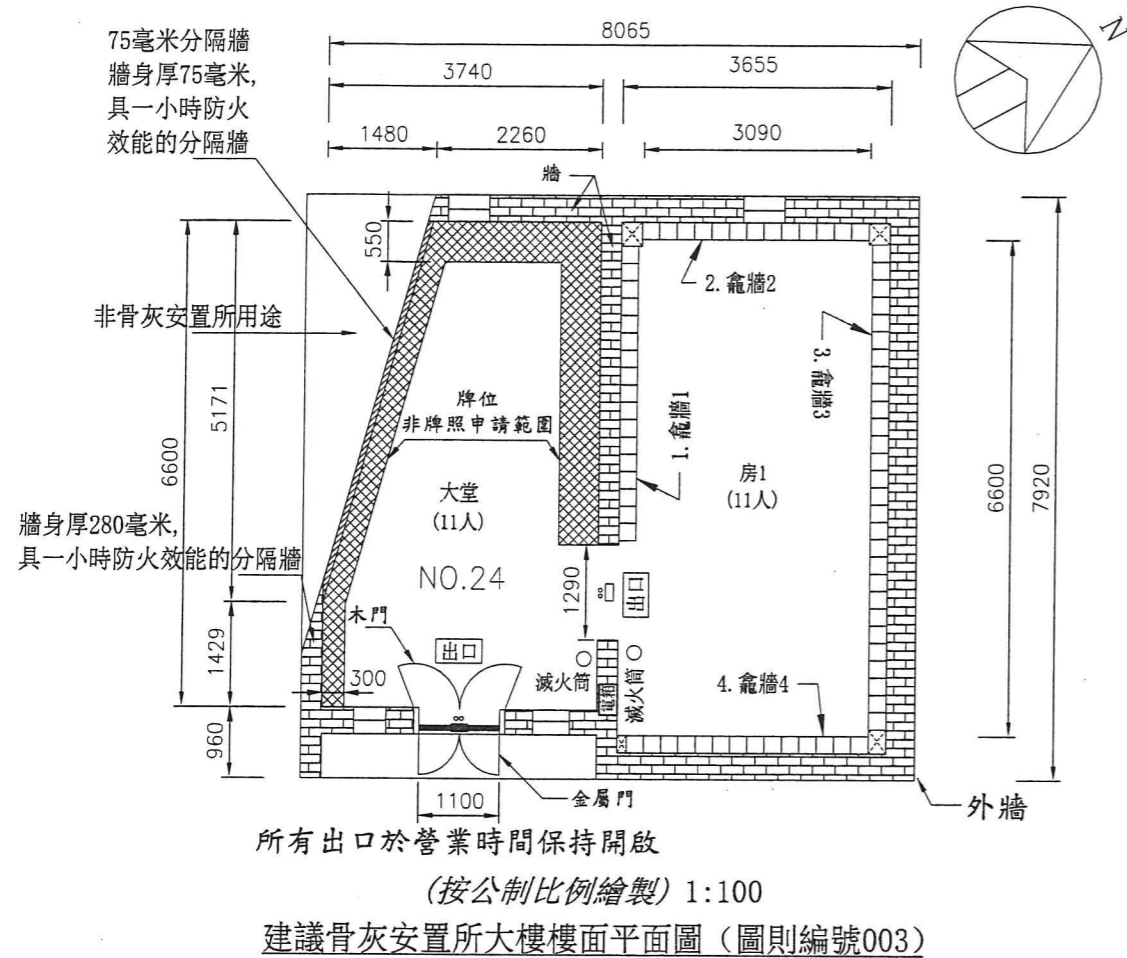 75毫米分隔牆
牆身厚75毫米,
具一小時防火
效能的分隔牆
8065
3740
3655
1480
2260
3090
N
牆
550
2.龕牆2
非骨灰安置所用途
3.龕牆3
5171
6600
牌位
非牌照申請範圍
1.龕牆1
房1
(11人)
大堂
(11人)
6600
7920
牆身厚280毫米,
具一小時防火效能的分隔牆
NO.24
1290
出口
木門
出口
1429
300
滅火筒
電箱
滅火筒
4.龕牆4
960
1100
金屬門
外牆
所有出口於營業時間保持開啟
(按公制比例繪製) 1:100
建議骨灰安置所大樓樓面平面圖（圖則編號003）